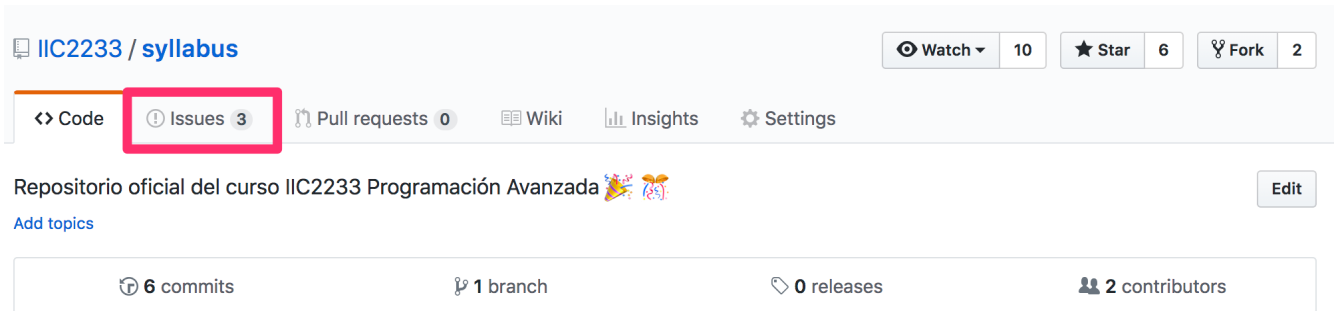 IIC2233 / syllabus Watch 10 Star 6 Fork 2
Code Issues 3 Pull requests 0 Wiki Insights Settings
Repositorio oficial del curso IIC2233 Programación Avanzada 🎉 🎊 Edit
Add topics
6 commits 1 branch 0 releases 2 contributors